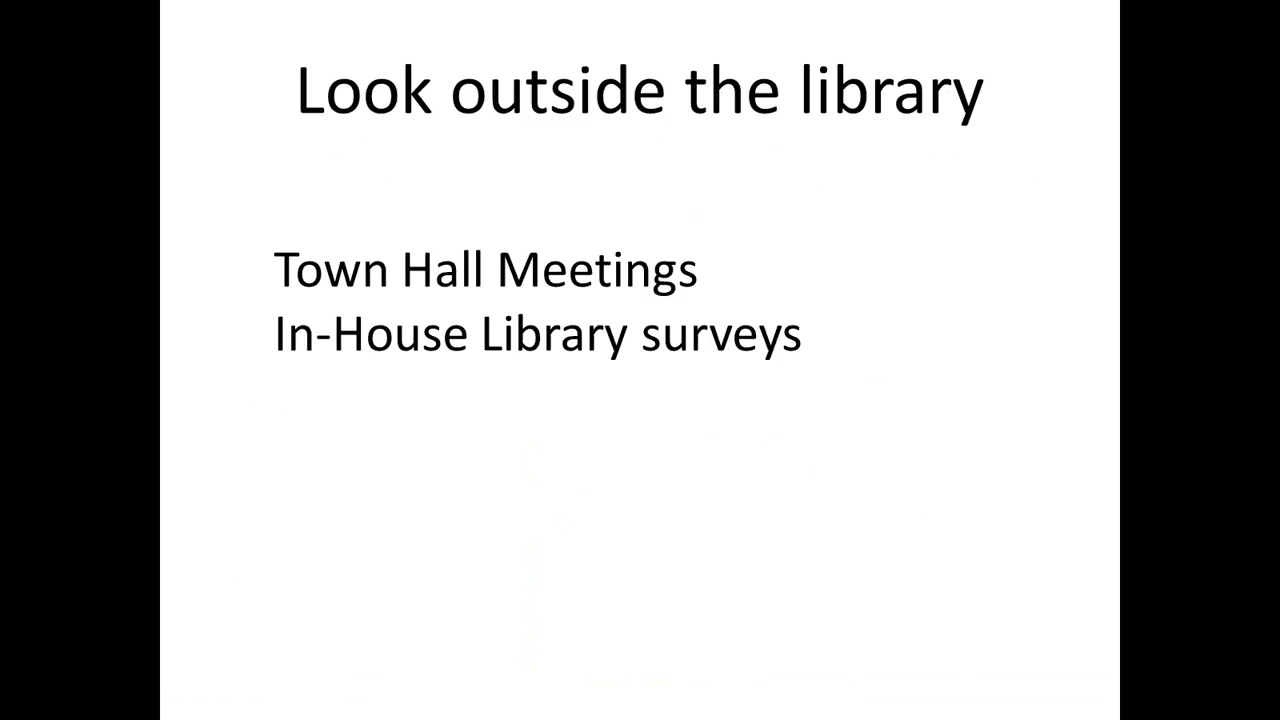 Look outside the library
Town Hall Meetings
In-House Library surveys